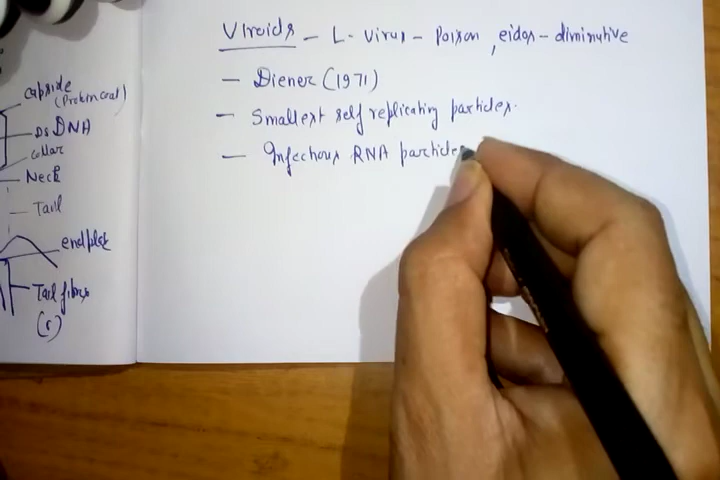 Viroids - L. Virus - Poison, eidos - diminutive
- Diener (1971)
- Smallest self replicating particles.
- Infectious RNA particles
capside
(Protein coat)
ds DNA
collar
Neck
Tail
endplate
Tail fibres
(6)